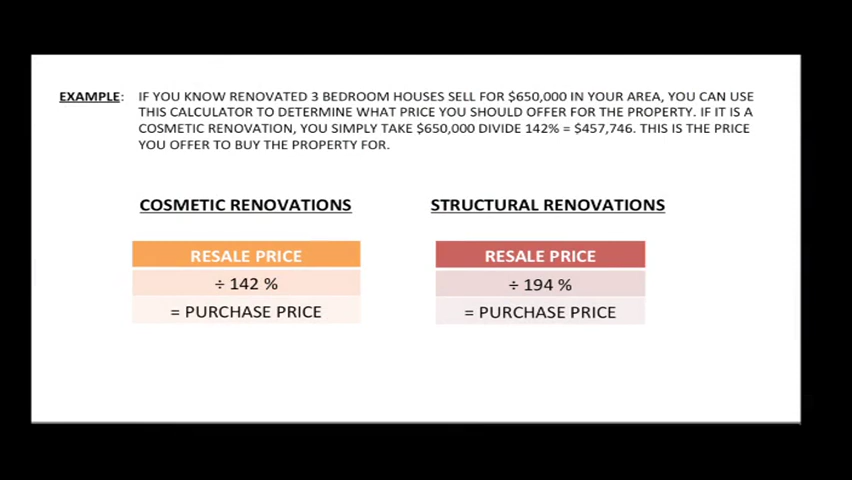 EXAMPLE: IF YOU KNOW RENOVATED 3 BEDROOM HOUSES SELL FOR $650,000 IN YOUR AREA, YOU CAN USE
THIS CALCULATOR TO DETERMINE WHAT PRICE YOU SHOULD OFFER FOR THE PROPERTY. IF IT IS A
COSMETIC RENOVATION, YOU SIMPLY TAKE $650,000 DIVIDE 142% = $457,746. THIS IS THE PRICE
YOU OFFER TO BUY THE PROPERTY FOR.
COSMETIC RENOVATIONS
RESALE PRICE
÷ 142 %
= PURCHASE PRICE
STRUCTURAL RENOVATIONS
RESALE PRICE
÷ 194 %
= PURCHASE PRICE